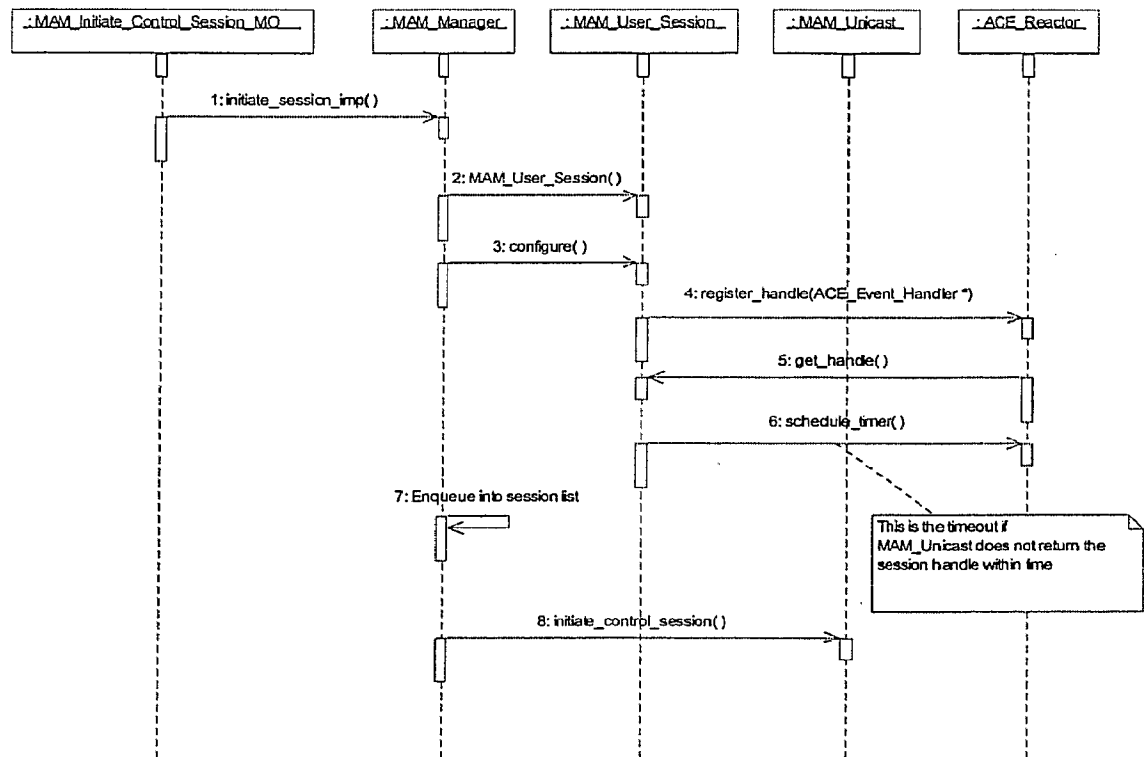 : MAM_Initiate_Control_Session_MO
: MAM_Manager
: MAM_User_Session
: MAM_Unicast
: ACE_Reactor
1: initiate_session_imp( )
2: MAM_User_Session( )
3: configure( )
4: register_handle(ACE_Event_Handler *)
5: get_handle( )
6: schedule_timer( )
7: Enqueue into session list
This is the timeout if
MAM_Unicast does not return the
session handle within time
8: initiate_control_session( )